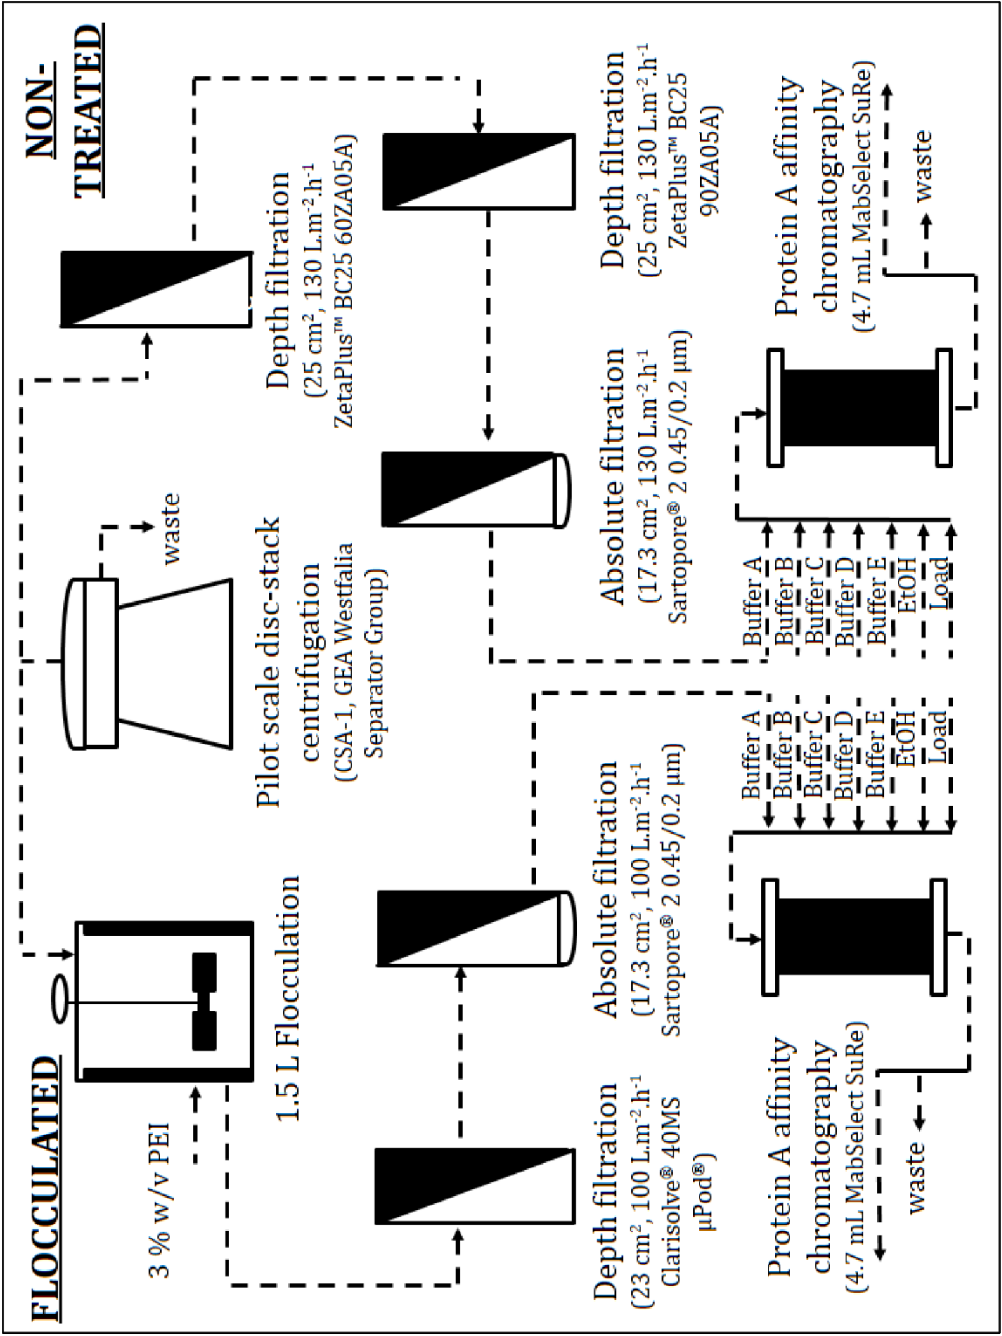 FLOCCULATED
NON-
TREATED
3 % w/v PEI
1.5 L Flocculation
Pilot scale disc-stack
centrifugation
(CSA-1, GEA Westfalia
Separator Group)
waste
Depth filtration
(25 cm², 130 L.m⁻².h⁻¹
ZetaPlus™ BC25 60ZA05A)
Depth filtration
(23 cm², 100 L.m⁻².h⁻¹
Clarisolve® 40MS
µPod®)
Absolute filtration
(17.3 cm², 100 L.m⁻².h⁻¹
Sartopore® 2 0.45/0.2 µm)
Absolute filtration
(17.3 cm², 130 L.m⁻².h⁻¹
Sartopore® 2 0.45/0.2 µm)
Depth filtration
(25 cm², 130 L.m⁻².h⁻¹
ZetaPlus™ BC25
90ZA05A)
Protein A affinity
chromatography
(4.7 mL MabSelect SuRe)
waste
Buffer A
Buffer B
Buffer C
Buffer D
Buffer E
EtOH
Load
Buffer A
Buffer B
Buffer C
Buffer D
Buffer E
EtOH
Load
Protein A affinity
chromatography
(4.7 mL MabSelect SuRe)
waste